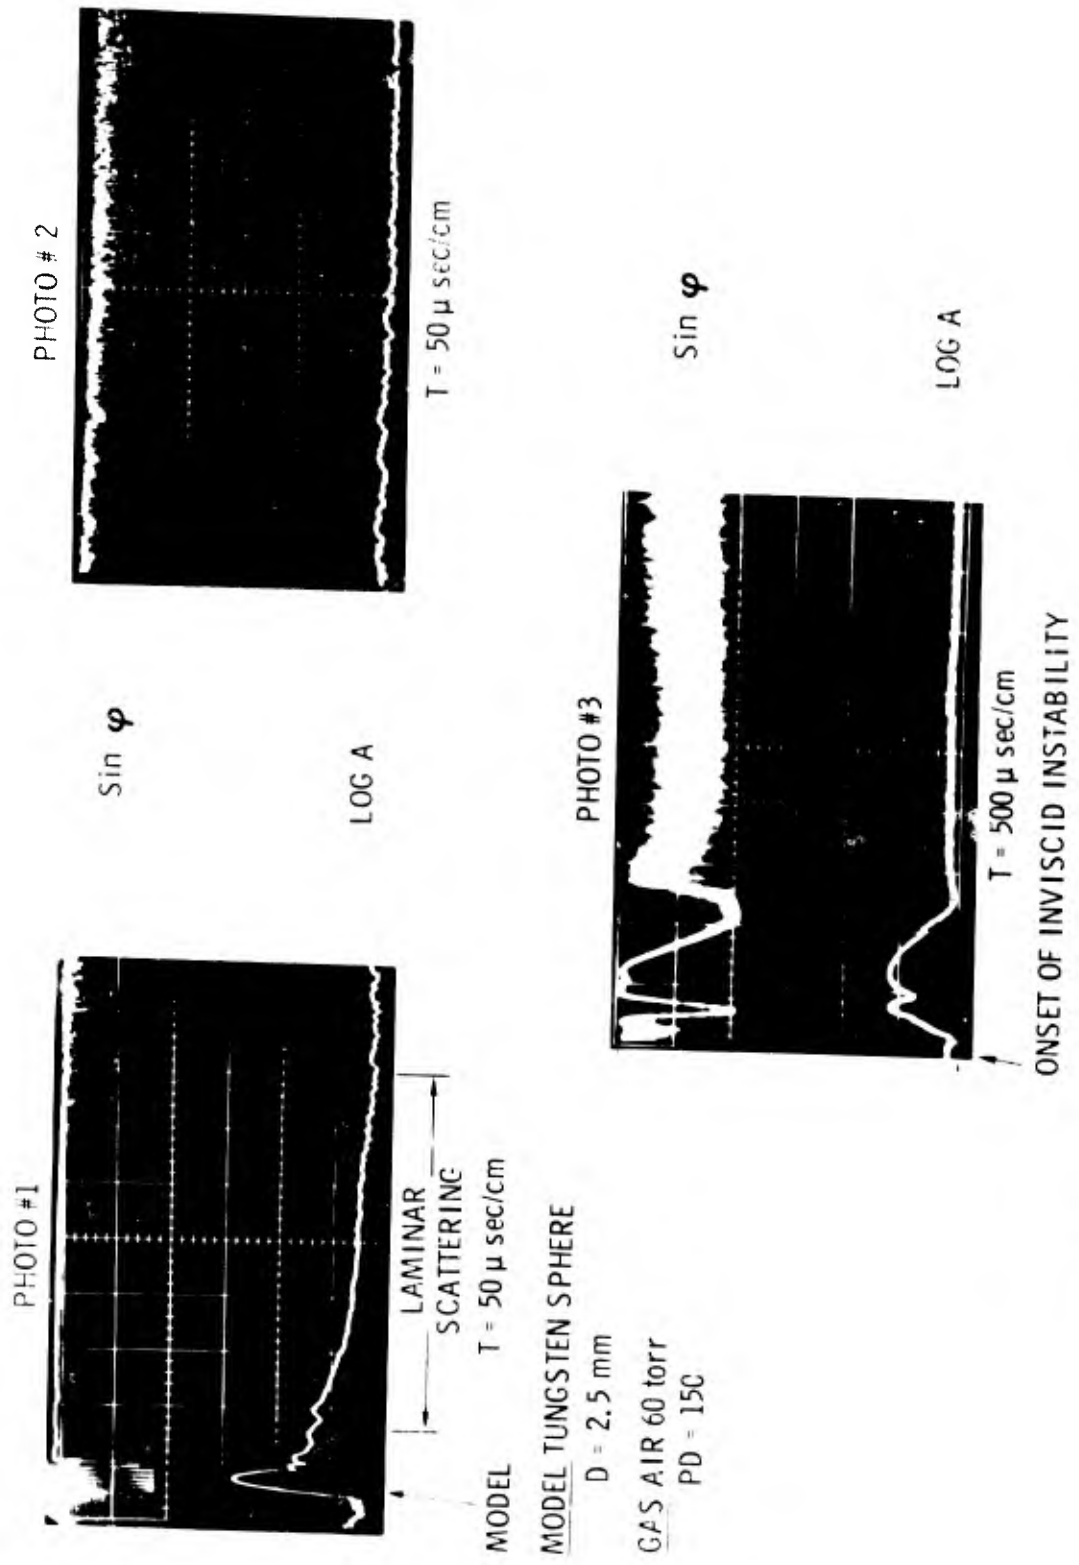 PHOTO #1
Sin φ
LOG A
LAMINAR
SCATTERING
T = 50 μ sec/cm
MODEL
MODEL TUNGSTEN SPHERE
D = 2.5 mm
GAS AIR 60 torr
PD = 150
PHOTO # 2
T = 50 μ sec/cm
PHOTO #3
Sin φ
LOG A
T = 500 μ sec/cm
ONSET OF INVISCID INSTABILITY